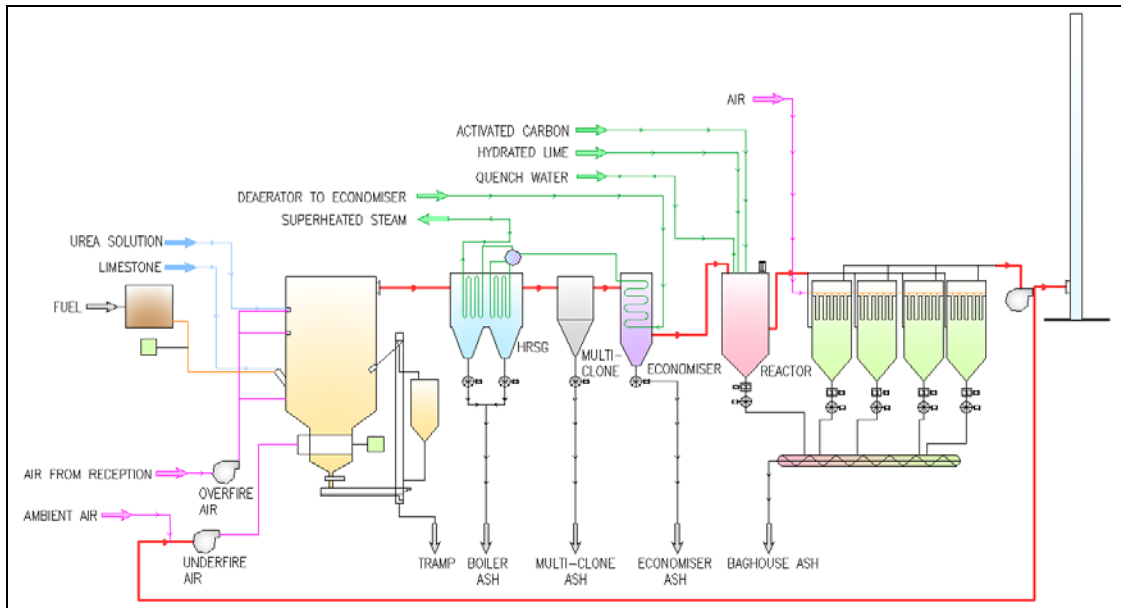 AIR
ACTIVATED CARBON
HYDRATED LIME
QUENCH WATER
DEAERATOR TO ECONOMISER
SUPERHEATED STEAM
UREA SOLUTION
LIMESTONE
FUEL
HRSG
MULTI-
CLONE
ECONOMISER
REACTOR
AIR FROM RECEPTION
OVERFIRE
AIR
AMBIENT AIR
UNDERFIRE
AIR
TRAMP
BOILER
ASH
MULTI-CLONE
ASH
ECONOMISER
ASH
BAGHOUSE ASH